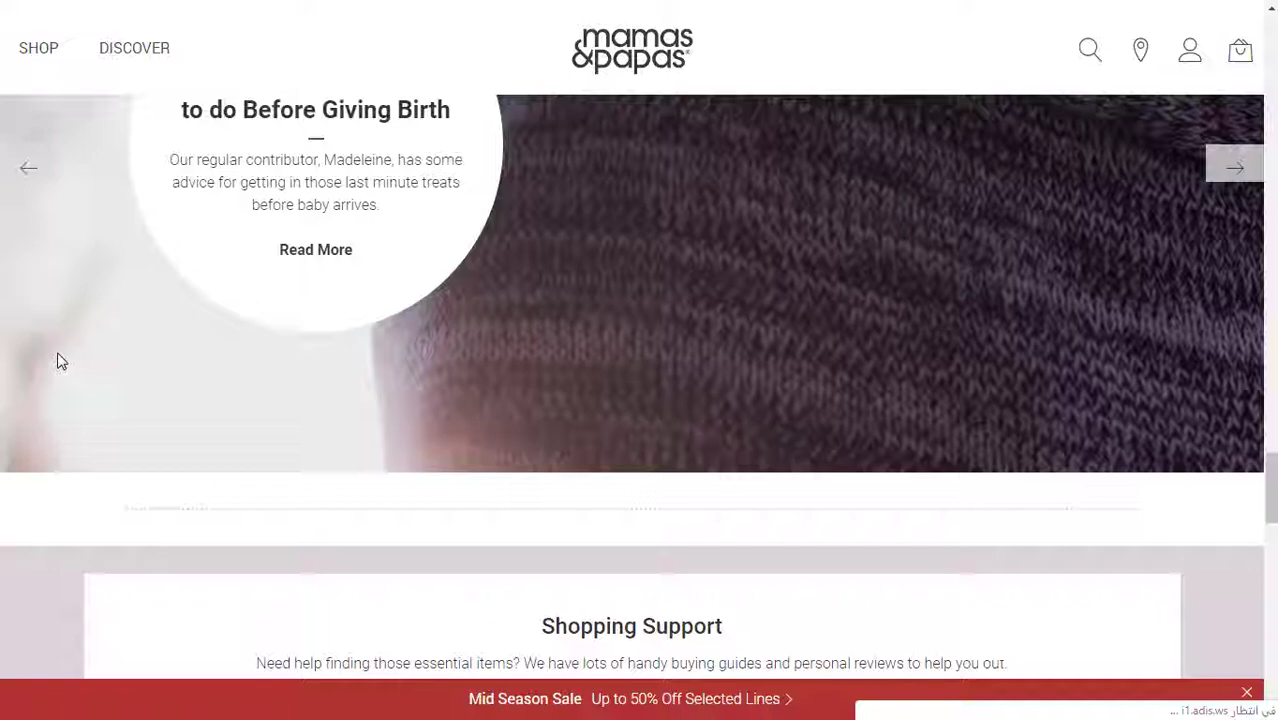 SHOP DISCOVER
mamas
&papas
to do Before Giving Birth
Our regular contributor, Madeleine, has some
advice for getting in those last minute treats
before baby arrives.
Read More
Shopping Support
Need help finding those essential items? We have lots of handy buying guides and personal reviews to help you out.
Mid Season Sale Up to 50% Off Selected Lines
في انتظار i1.adis.ws ...